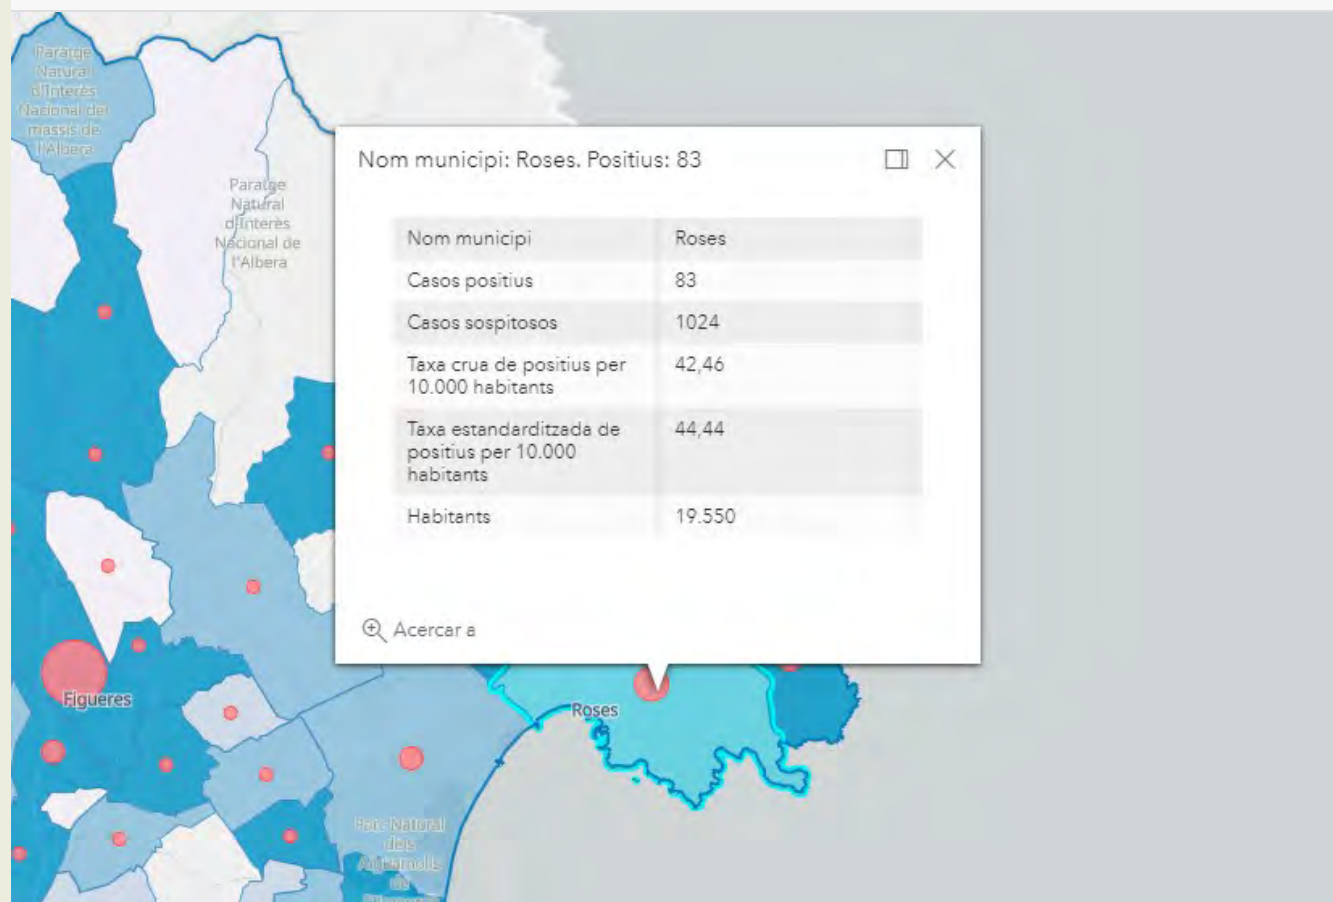 Paratge
Natural
d'Interès
Nacional del
massís de
l'Albera
Paratge
Natural
d'Interès
Nacional de
l'Albera
Nom municipi: Roses. Positius: 83
Nom municipi Roses
Casos positius 83
Casos sospitosos 1024
Taxa crua de positius per 42,46
10.000 habitants
Taxa estandarditzada de 44,44
positius per 10.000
habitants
Habitants 19.550
Acercar a
Figueres
Roses
Parc Natural
dels
Aiguamolls
de